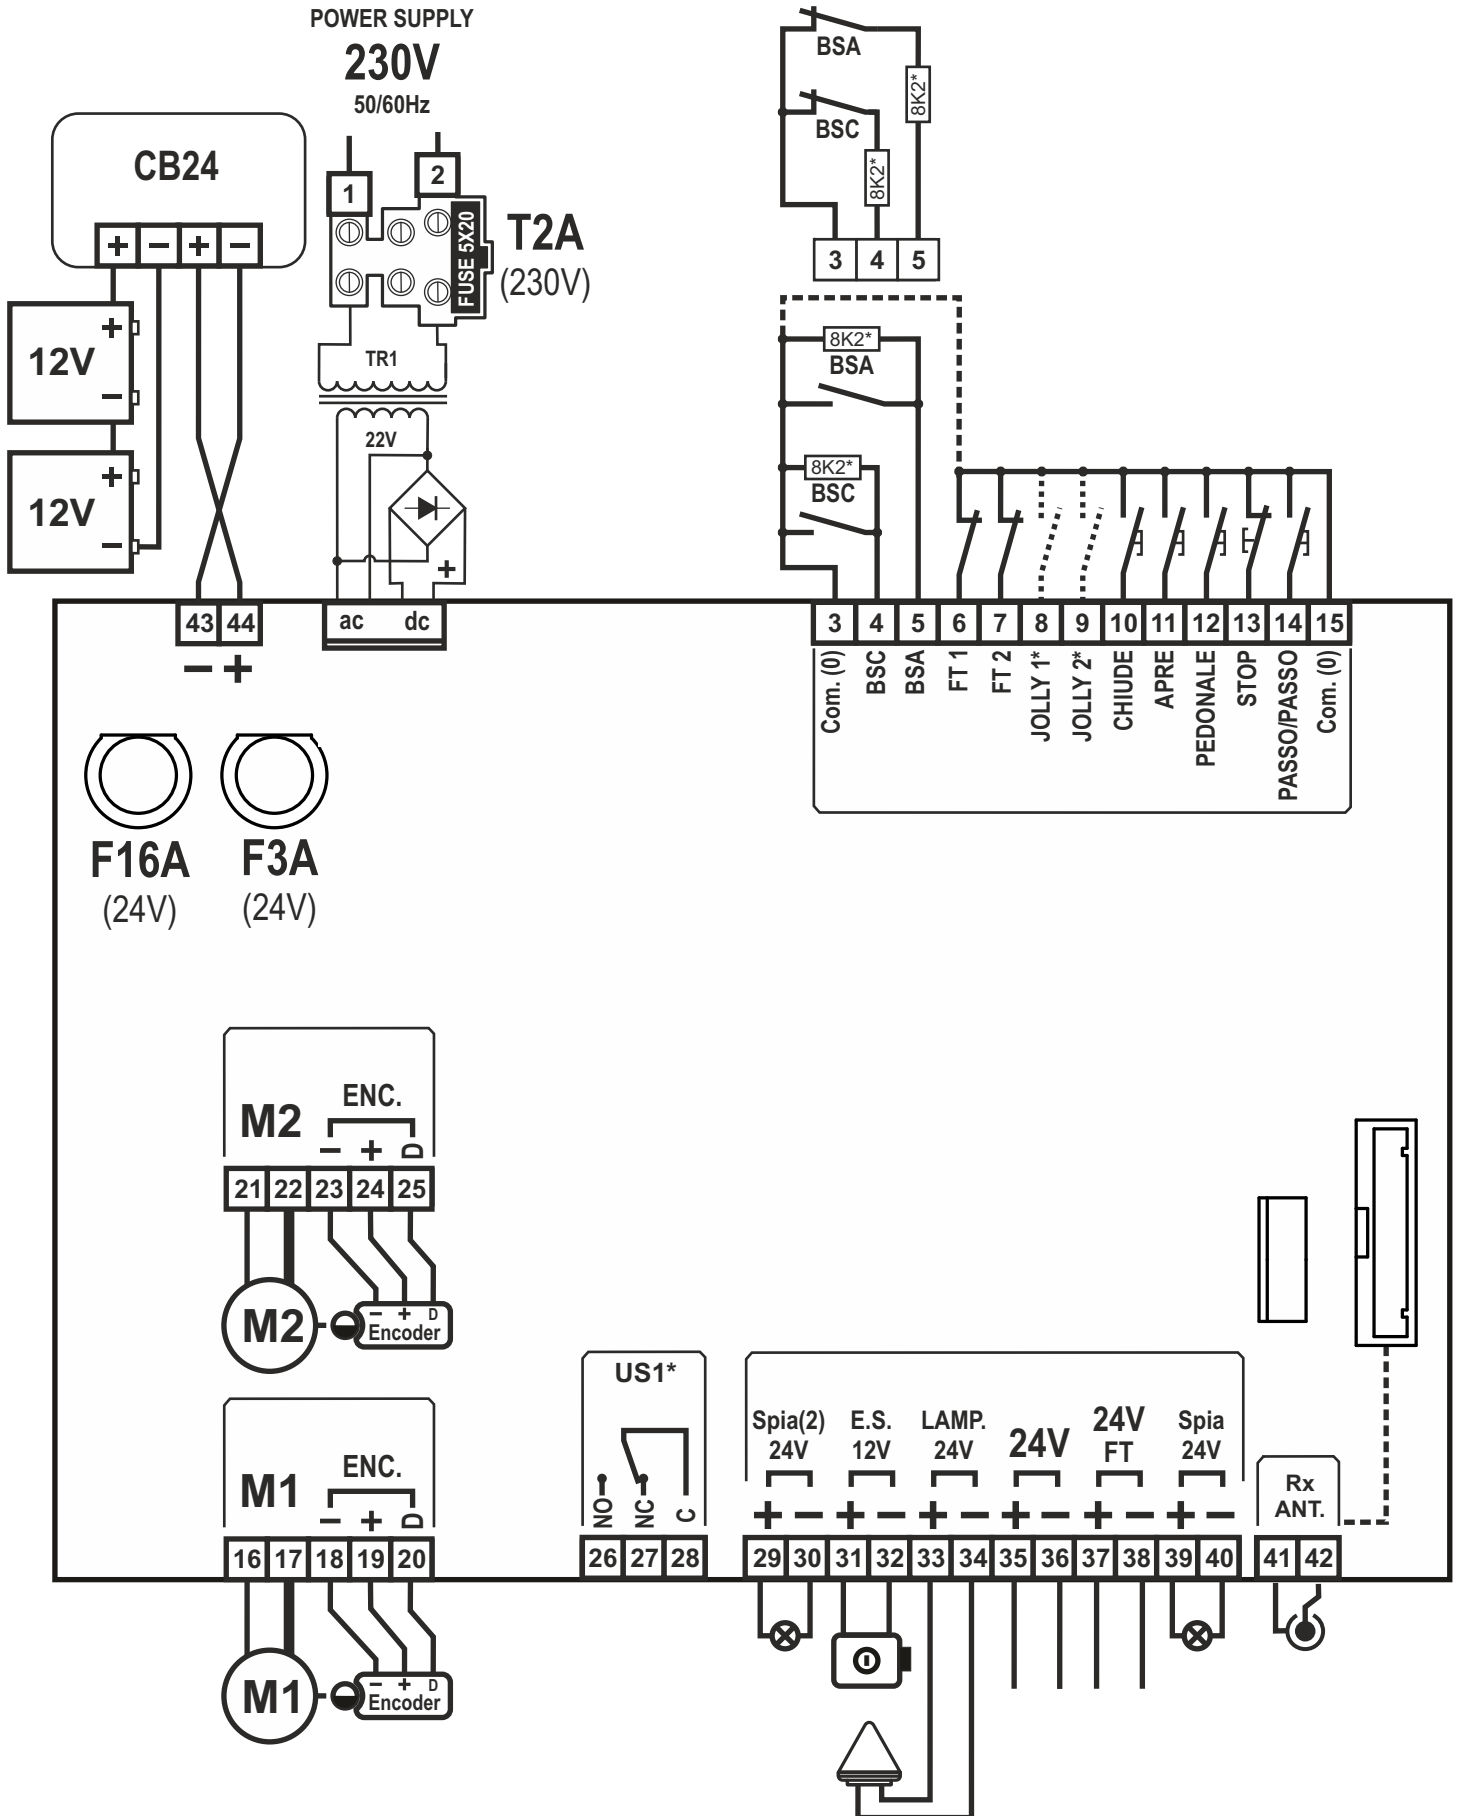 POWER SUPPLY
230V
50/60Hz
CB24
+ − + −
1
2
FUSE 5X20
T2A
(230V)
12V
+
−
12V
+
−
TR1
22V
+
BSA
8K2*
BSC
8K2*
3 4 5
8K2*
BSA
8K2*
BSC
43 44
− +
ac dc
3 4 5 6 7 8 9 10 11 12 13 14 15
Com. (0)
BSC
BSA
FT 1
FT 2
JOLLY 1*
JOLLY 2*
CHIUDE
APRE
PEDONALE
STOP
PASSO/PASSO
Com. (0)
F16A
(24V)
F3A
(24V)
M2
ENC.
− + D
21 22 23 24 25
M2
− + D
Encoder
M1
ENC.
− + D
16 17 18 19 20
M1
− + D
Encoder
US1*
NO
NC
C
26 27 28
Spia(2)
24V
E.S.
12V
LAMP.
24V
24V
24V
FT
Spia
24V
+ − + − + − + − + − + −
29 30 31 32 33 34 35 36 37 38 39 40
Rx
ANT.
41 42